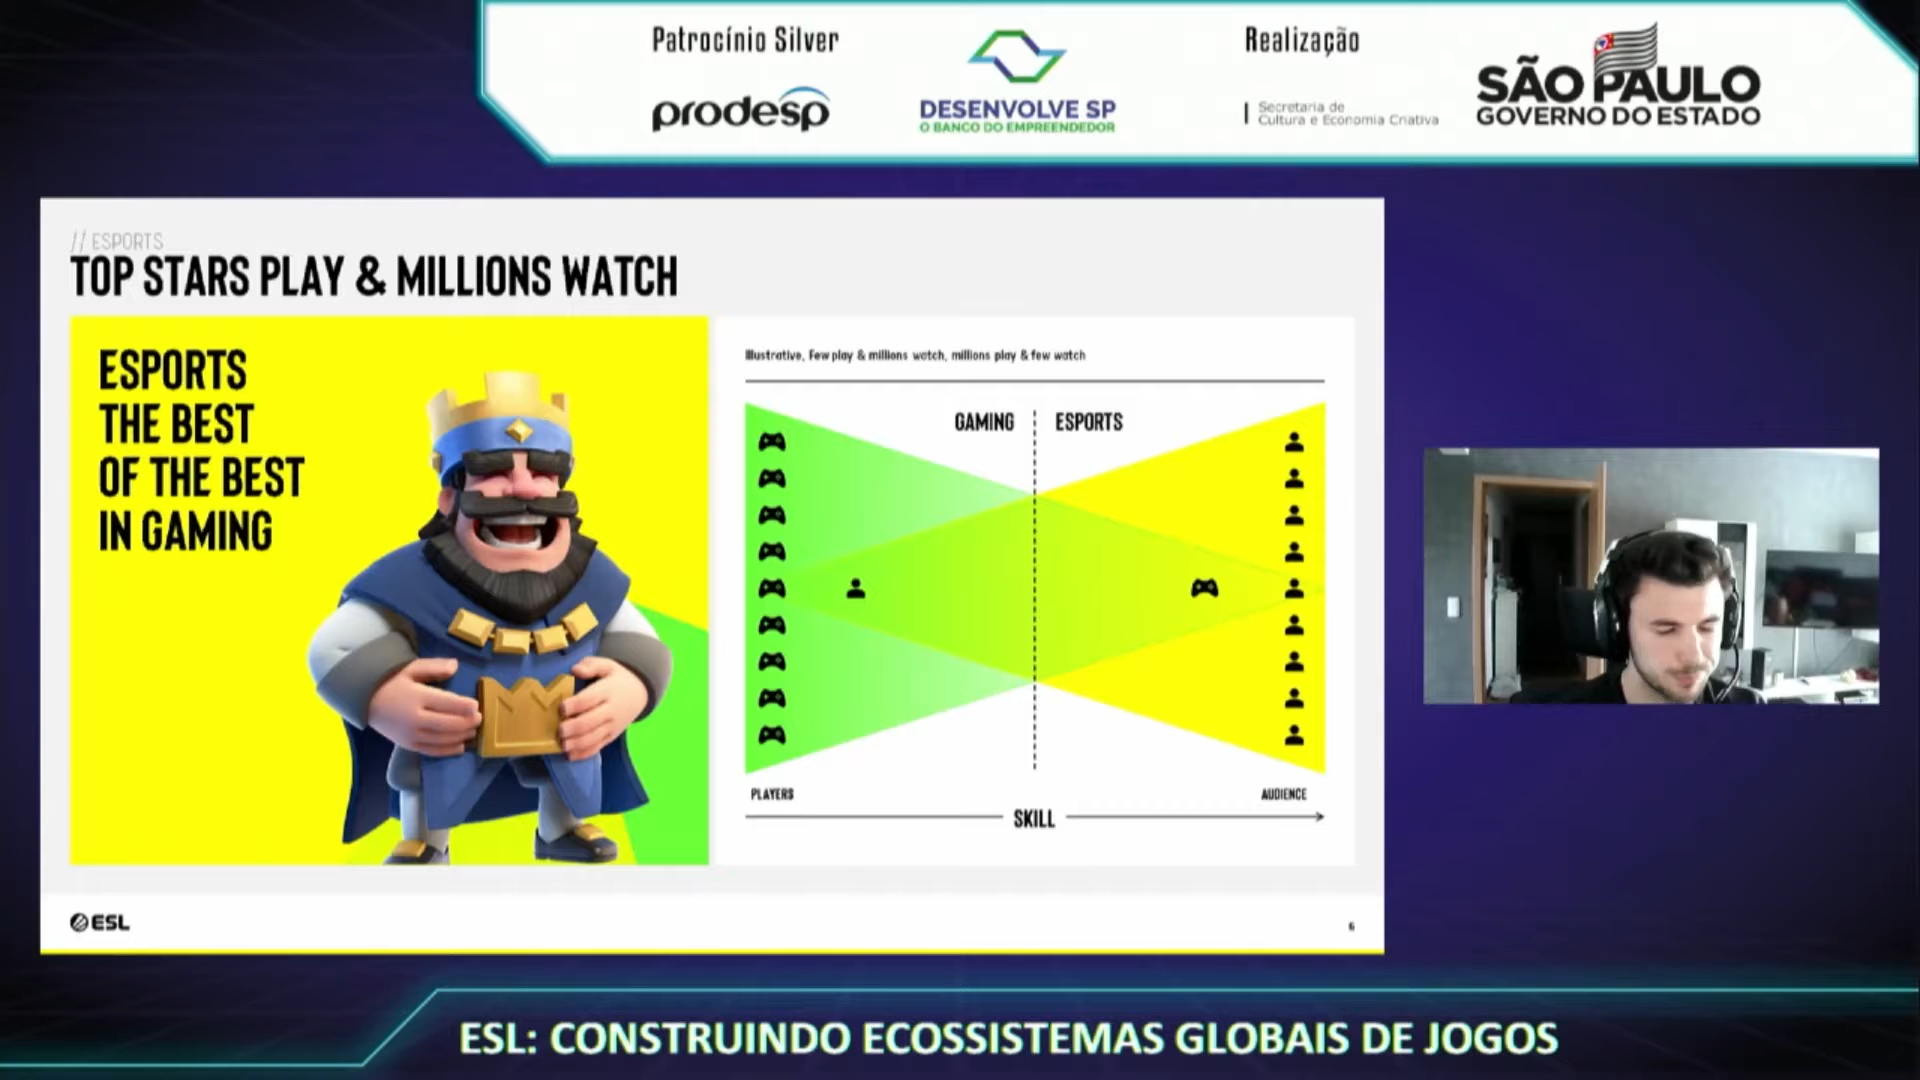 Patrocínio Silver
Realização
prodesp
DESENVOLVE SP
O BANCO DO EMPREENDEDOR
Secretaria de
Cultura e Economia Criativa
SÃO PAULO
GOVERNO DO ESTADO
// ESPORTS
TOP STARS PLAY & MILLIONS WATCH
ESPORTS
THE BEST
OF THE BEST
IN GAMING
Illustrative, Few play & millions watch, millions play & few watch
GAMING
ESPORTS
PLAYERS
AUDIENCE
SKILL
ESL
6
ESL: CONSTRUINDO ECOSSISTEMAS GLOBAIS DE JOGOS